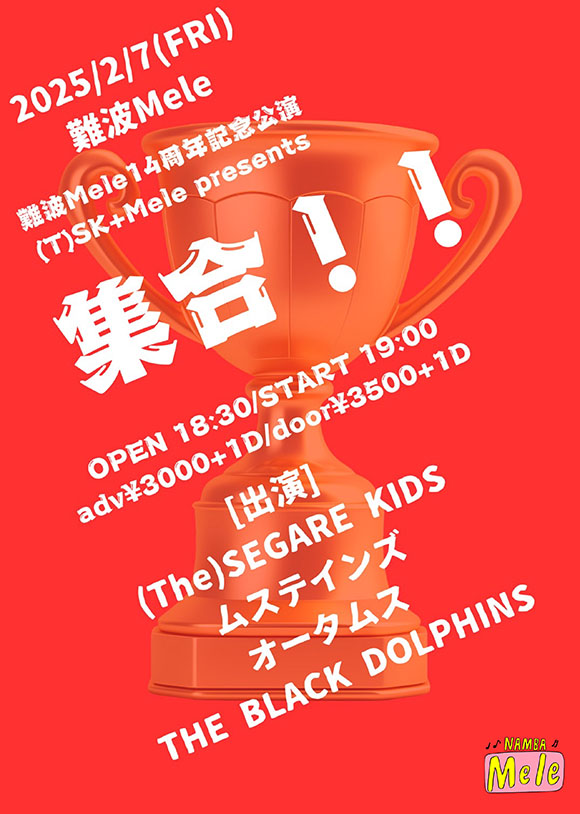 2025/2/7(FRI)
難波Mele
難波Mele14周年記念公演
(T)SK+Mele presents
集合！！
OPEN 18:30/START 19:00
adv¥3000+1D/door¥3500+1D
[出演]
(The)SEGARE KIDS
ムスティンズ
オータムス
THE BLACK DOLPHINS
NAMBA
Mele